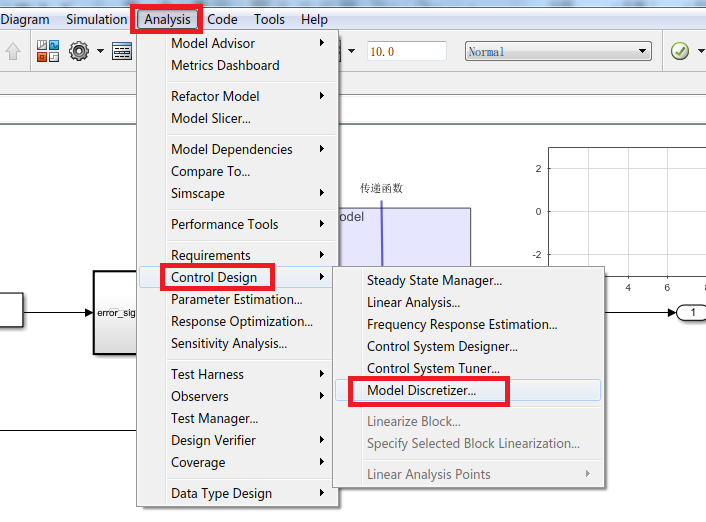 Diagram Simulation Analysis Code Tools Help
10.0 Normal
Model Advisor
Metrics Dashboard
Refactor Model
Model Slicer...
Model Dependencies
Compare To...
Simscape
Performance Tools
Requirements
Control Design
Parameter Estimation...
Response Optimization...
Sensitivity Analysis...
Test Harness
Observers
Test Manager...
Design Verifier
Coverage
Data Type Design
Steady State Manager...
Linear Analysis...
Frequency Response Estimation...
Control System Designer...
Control System Tuner...
Model Discretizer...
Linearize Block...
Specify Selected Block Linearization...
Linear Analysis Points
传递函数
odel
error_sig
2
0
-2
4 6 8
1